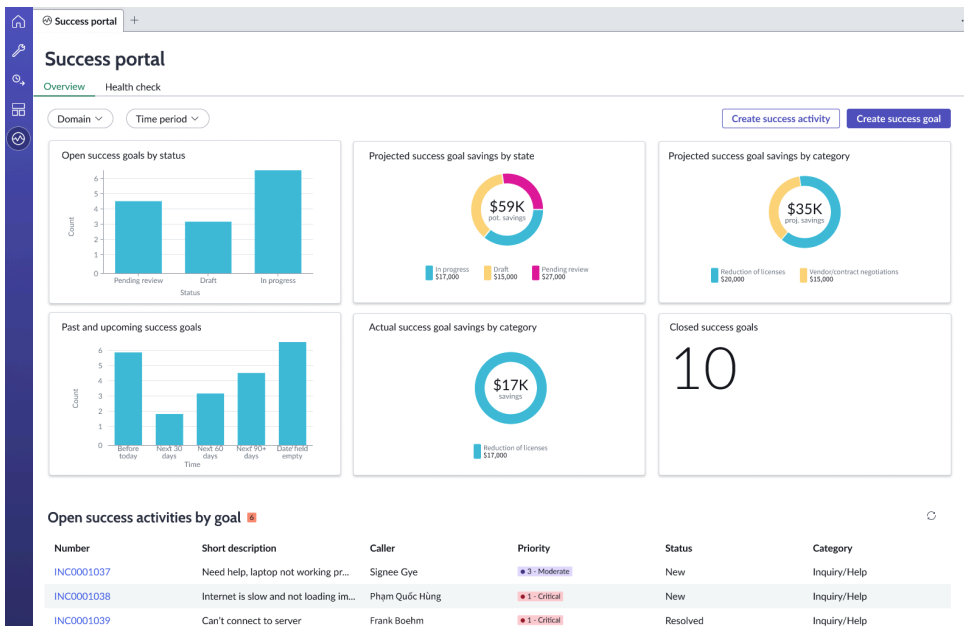 Success portal
+
Success portal
Overview Health check
Domain Time period Create success activity Create success goal
Open success goals by status
6
5
4
3
2
1
0
Count
Pending review Draft In progress
Status
Projected success goal savings by state
$59K
pot. savings
In progress Draft Pending review
$17,000 $15,000 $27,000
Projected success goal savings by category
$35K
proj. savings
Reduction of licenses Vendor/contract negotiations
$20,000 $15,000
Past and upcoming success goals
6
5
4
3
2
1
0
Count
Before Next 30 Next 60 Next 90+ Date field
today days days days empty
Time
Actual success goal savings by category
$17K
savings
Reduction of licenses
$17,000
Closed success goals
10
Open success activities by goal 6
Number Short description Caller Priority Status Category
INC0001037 Need help, laptop not working pr... Signee Gye 3 - Moderate New Inquiry/Help
INC0001038 Internet is slow and not loading im... Phạm Quốc Hùng 1 - Critical New Inquiry/Help
INC0001039 Can't connect to server Frank Boehm 1 - Critical Resolved Inquiry/Help